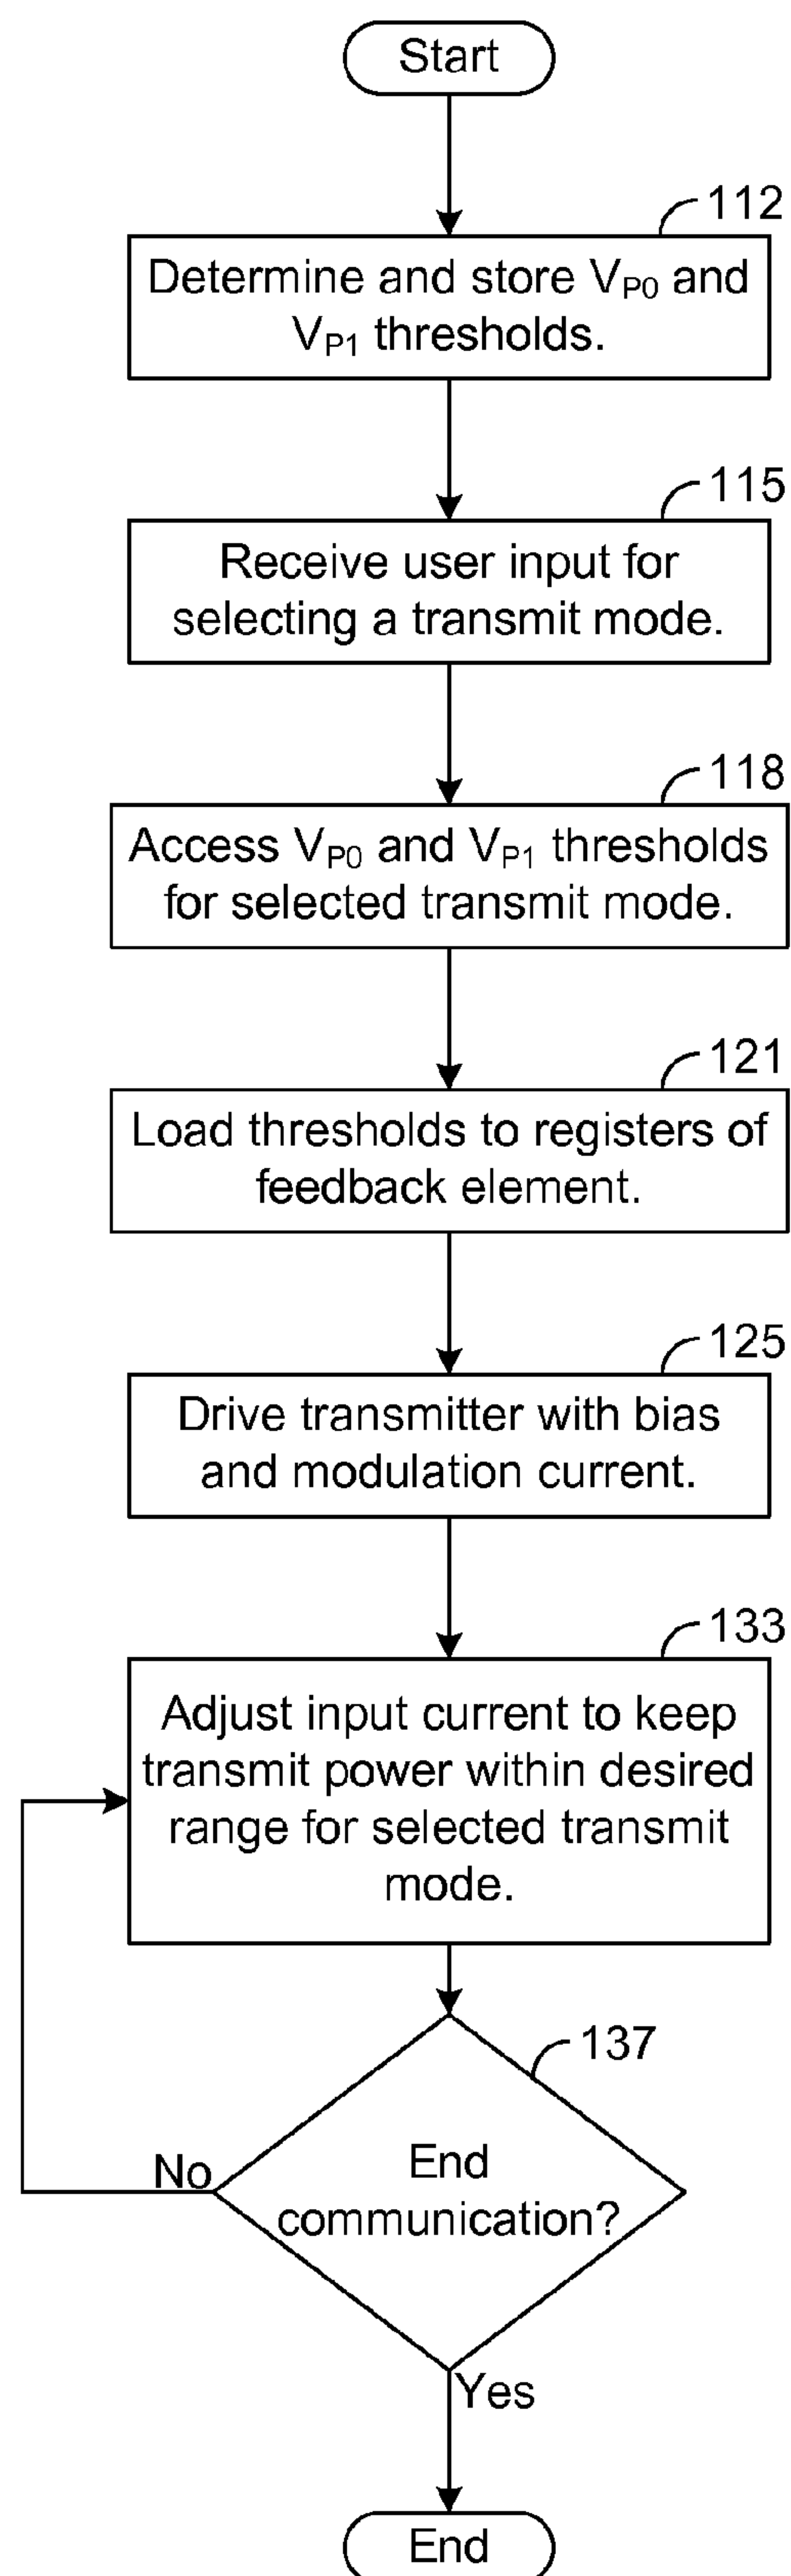 Start
112
Determine and store VP0 and
VP1 thresholds.
115
Receive user input for
selecting a transmit mode.
118
Access VP0 and VP1 thresholds
for selected transmit mode.
121
Load thresholds to registers of
feedback element.
125
Drive transmitter with bias
and modulation current.
133
Adjust input current to keep
transmit power within desired
range for selected transmit
mode.
137
End
communication?
No
Yes
End